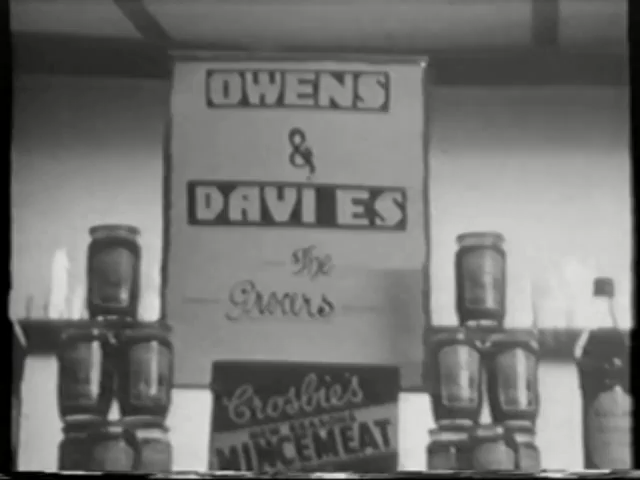 OWENS
&
DAVIES
The
Grocers
Crosbie's
MINCEMEAT